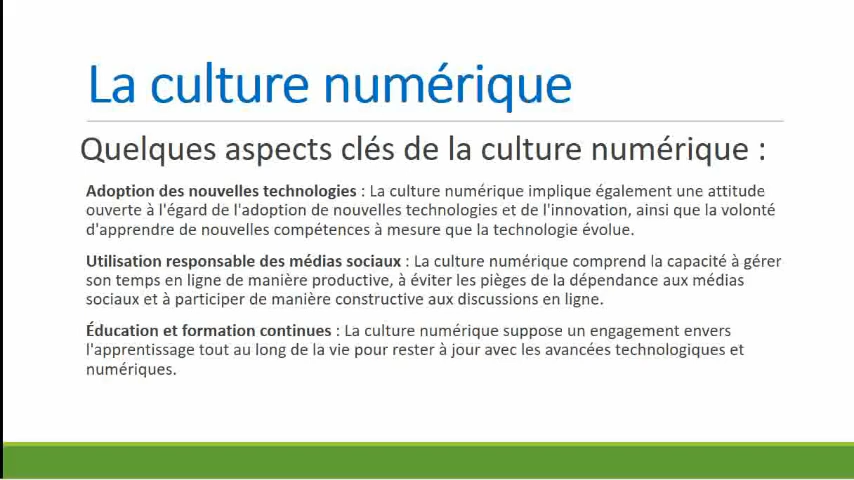 La culture numérique
Quelques aspects clés de la culture numérique :
Adoption des nouvelles technologies : La culture numérique implique également une attitude
ouverte à l'égard de l'adoption de nouvelles technologies et de l'innovation, ainsi que la volonté
d'apprendre de nouvelles compétences à mesure que la technologie évolue.
Utilisation responsable des médias sociaux : La culture numérique comprend la capacité à gérer
son temps en ligne de manière productive, à éviter les pièges de la dépendance aux médias
sociaux et à participer de manière constructive aux discussions en ligne.
Éducation et formation continues : La culture numérique suppose un engagement envers
l'apprentissage tout au long de la vie pour rester à jour avec les avancées technologiques et
numériques.